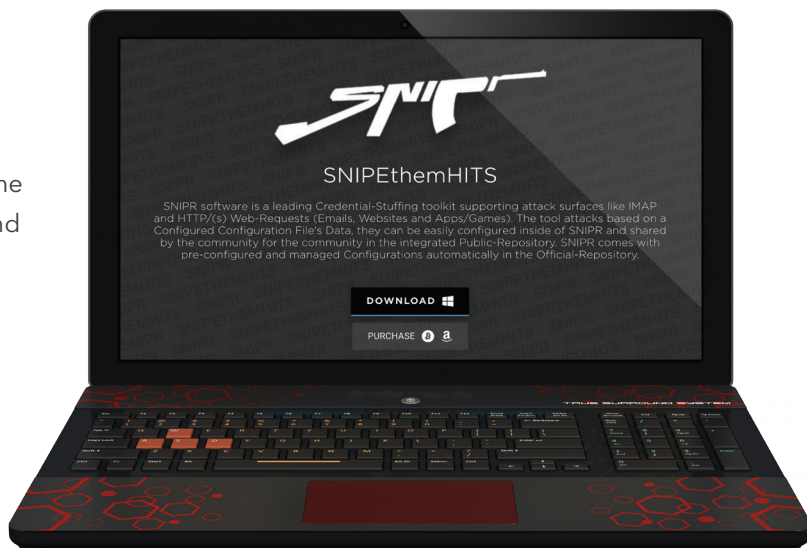 ne
nd
SNIPR
SNIPEthemHITS
SNIPR software is a leading Credential-Stuffing toolkit supporting attack surfaces like IMAP
and HTTP/(s) Web-Requests (Emails, Websites and Apps/Games). The tool attacks based on a
Configured Configuration File's Data, they can be easily configured inside of SNIPR and shared
by the community for the community in the integrated Public-Repository. SNIPR comes with
pre-configured and managed Configurations automatically in the Official-Repository.
DOWNLOAD
PURCHASE
TRUE SURROUND SYSTEM